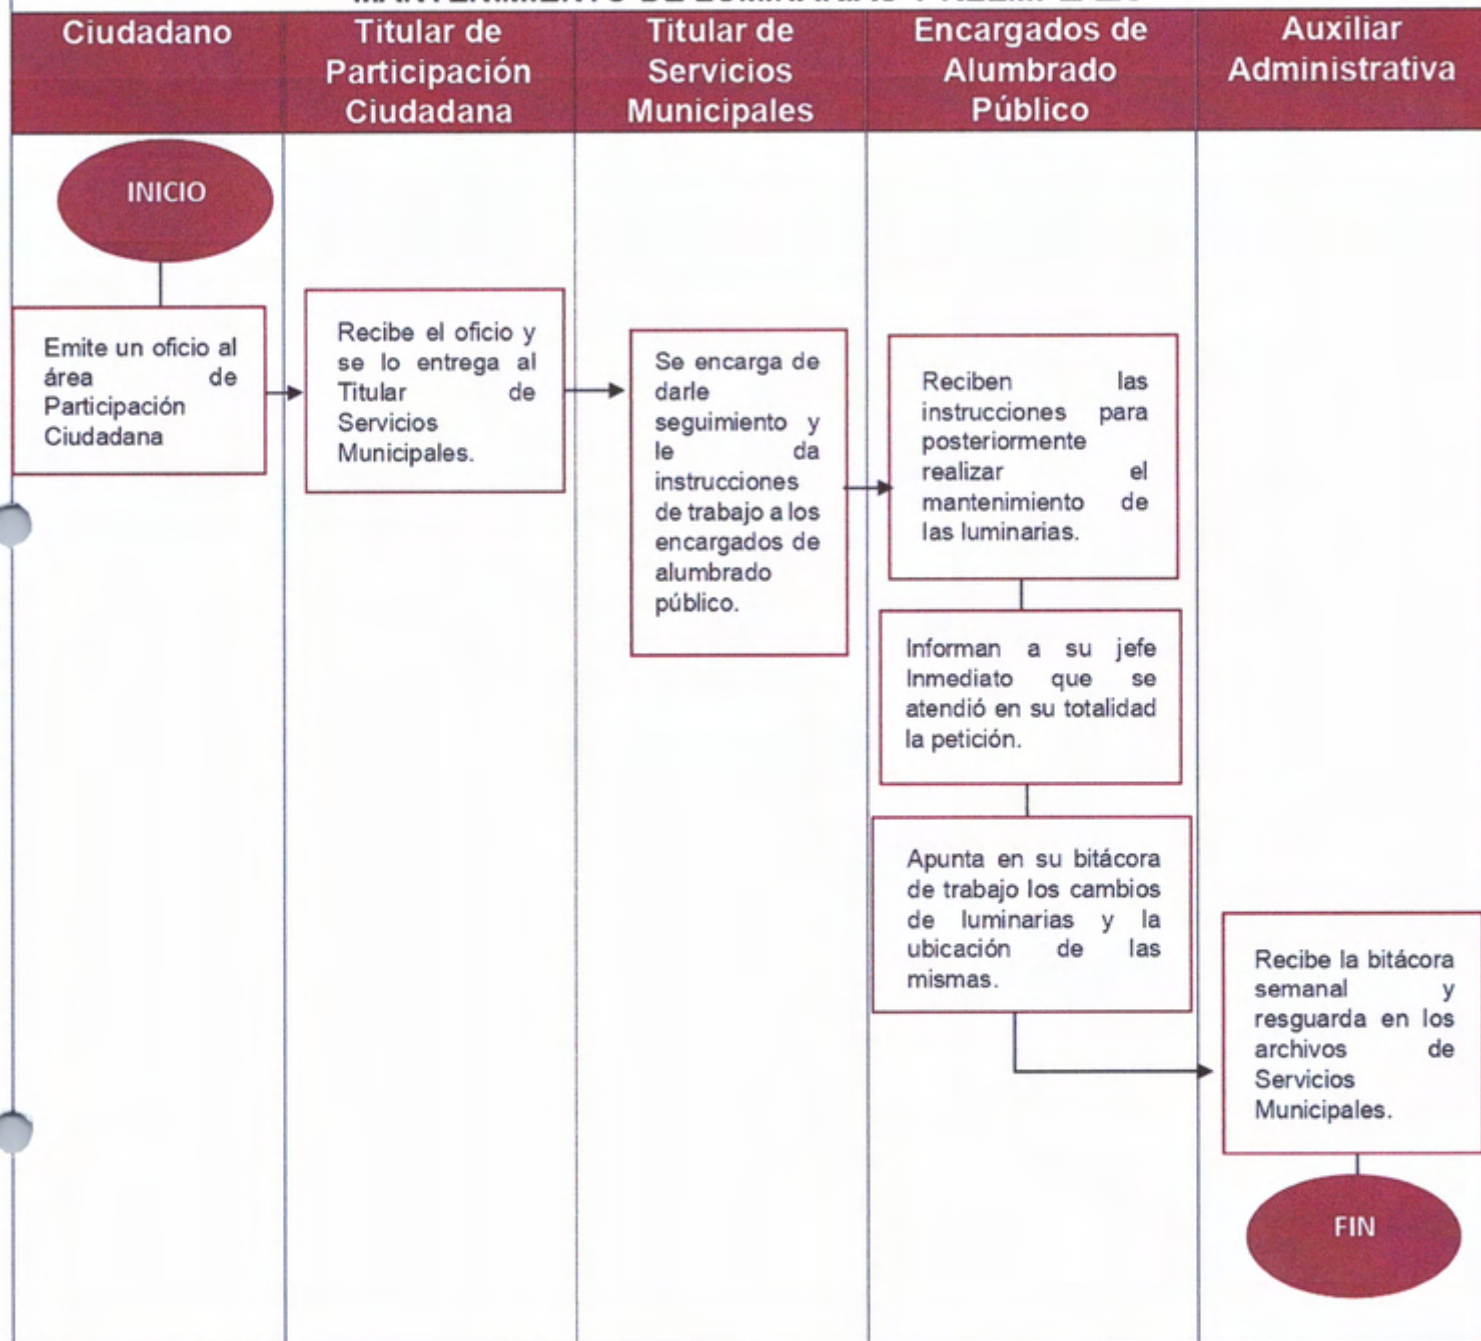 Ciudadano
Titular de
Participación
Ciudadana
Titular de
Servicios
Municipales
Encargados de
Alumbrado
Público
Auxiliar
Administrativa
INICIO
Emite un oficio al
área de
Participación
Ciudadana
Recibe el oficio y
se lo entrega al
Titular de
Servicios
Municipales.
Se encarga de
darle
seguimiento y
le da
instrucciones
de trabajo a los
encargados de
alumbrado
público.
Reciben las
instrucciones para
posteriormente
realizar el
mantenimiento de
las luminarias.
Informan a su jefe
Inmediato que se
atendió en su totalidad
la petición.
Apunta en su bitácora
de trabajo los cambios
de luminarias y la
ubicación de las
mismas.
Recibe la bitácora
semanal y
resguarda en los
archivos de
Servicios
Municipales.
FIN